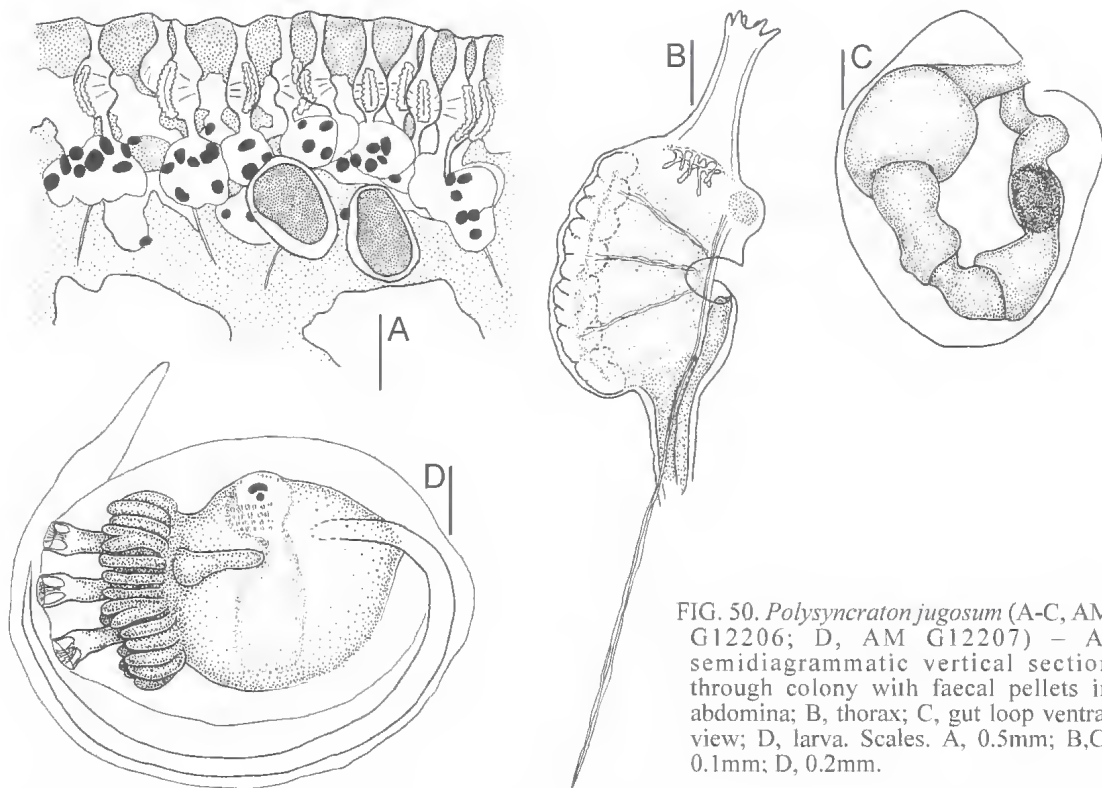 A
B
C
D
FIG. 50. Polysyncraton jugosum (A-C, AM
G12206; D, AM G12207) – A,
semidiagrammatic vertical section
through colony with faecal pellets in
abdomina; B, thorax; C, gut loop ventral
view; D, larva. Scales. A, 0.5mm; B,C,
0.1mm; D, 0.2mm.